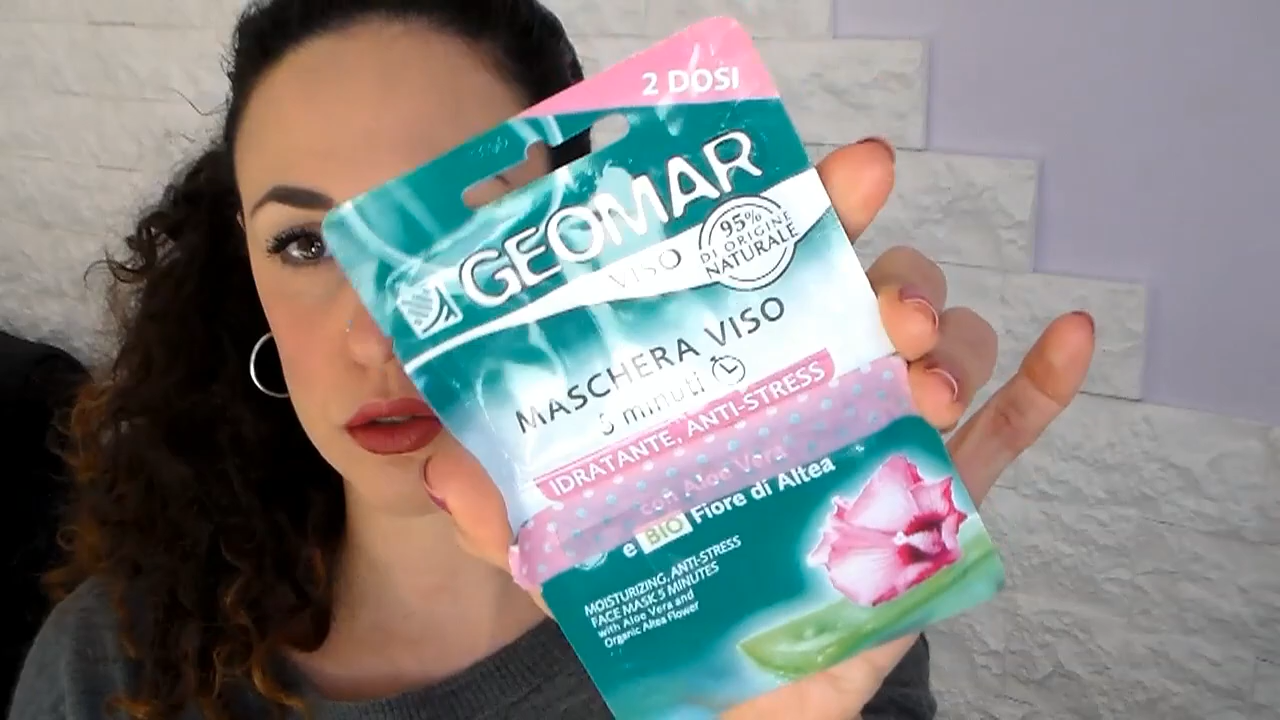 2 DOSI
GEOMAR
VISO
95%
DI ORIGINE
NATURALE
MASCHERA VISO
5 minuti
IDRATANTE, ANTI-STRESS
con Aloe Vera
e BIO Fiore di Altea
MOISTURIZING, ANTI-STRESS
FACE MASK 5 MINUTES
with Aloe Vera and
Organic Altea Flower